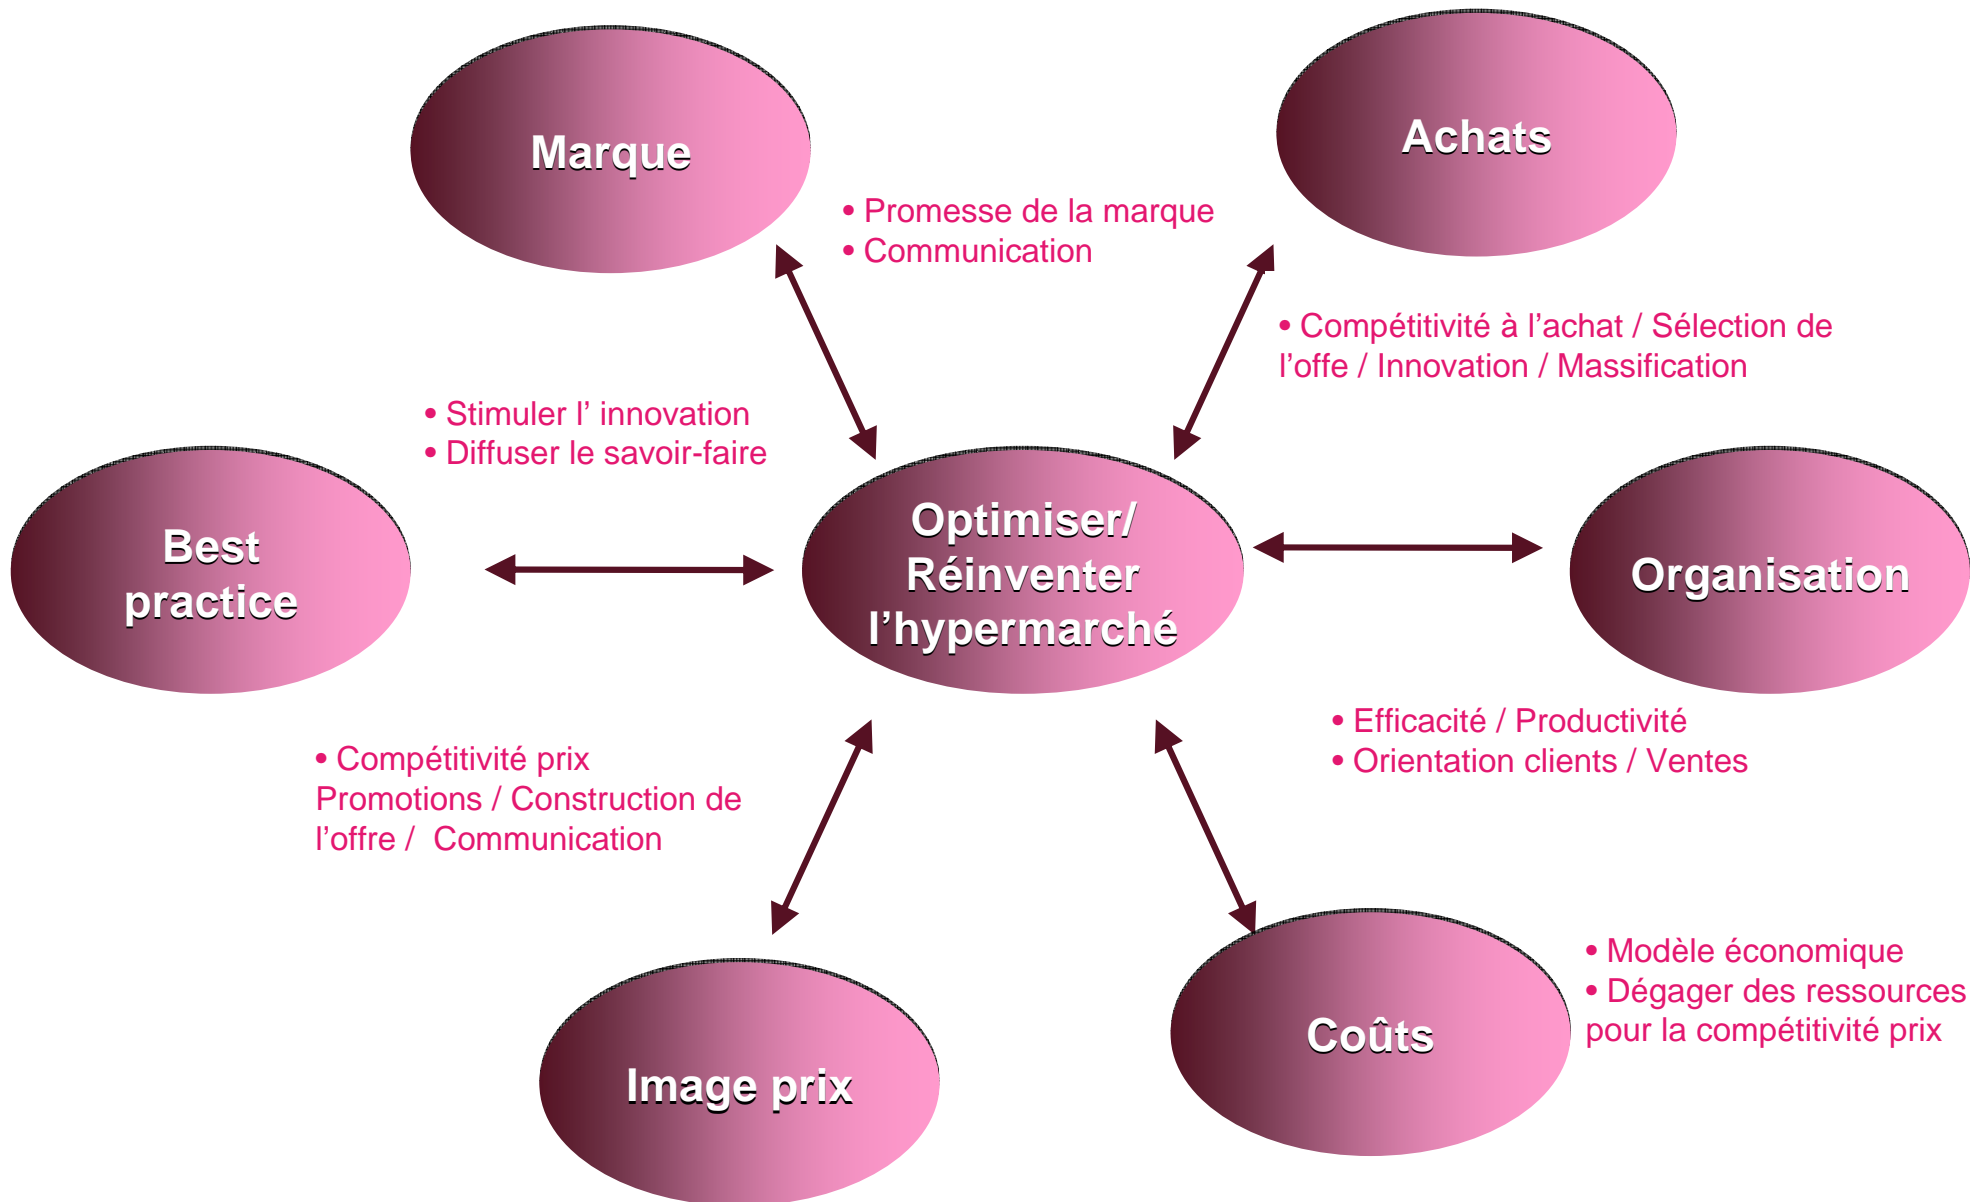 Marque
Achats
• Promesse de la marque
• Communication
• Compétitivité à l’achat / Sélection de
l’offe / Innovation / Massification
• Stimuler l’ innovation
• Diffuser le savoir-faire
Best
practice
Optimiser/
Réinventer
l’hypermarché
Organisation
• Efficacité / Productivité
• Orientation clients / Ventes
• Compétitivité prix
Promotions / Construction de
l’offre /  Communication
• Modèle économique
• Dégager des ressources
pour la compétitivité prix
Coûts
Image prix